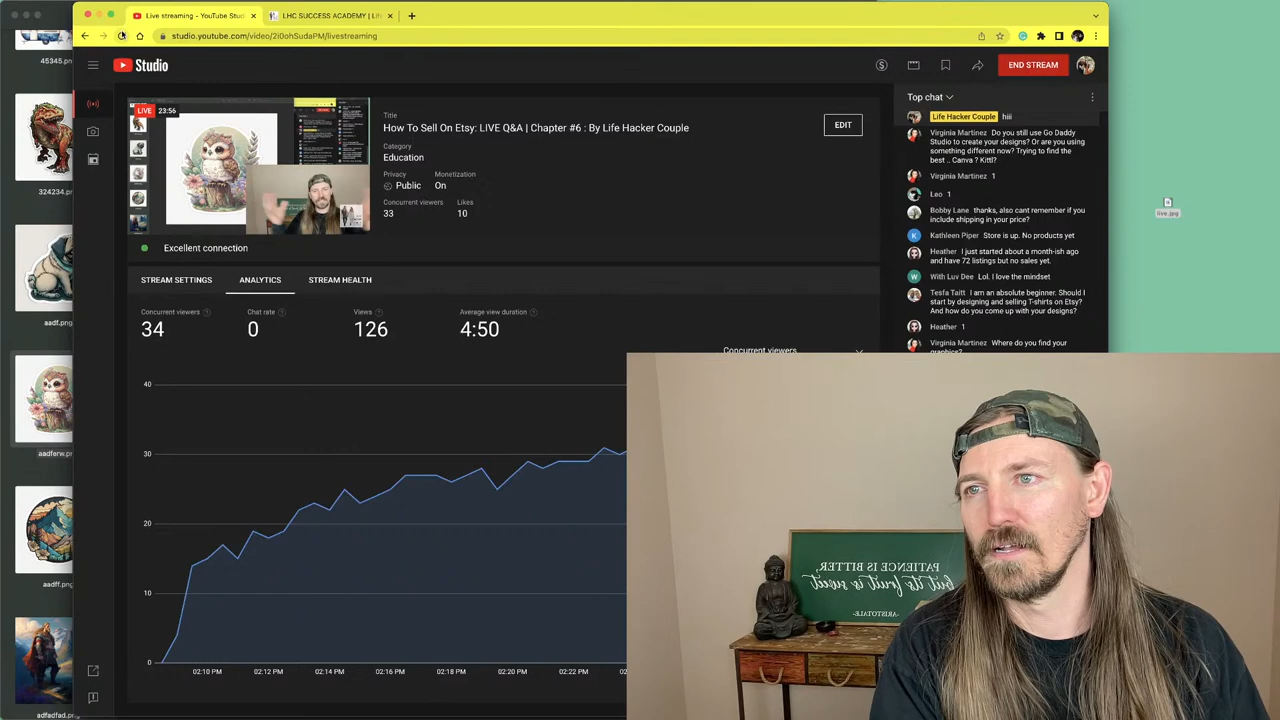 Live streaming - YouTube Stud
LHC SUCCESS ACADEMY | Lif
studio.youtube.com/video/2i0ohSudaPM/livestreaming
Studio
END STREAM
LIVE 23:56
Title
How To Sell On Etsy: LIVE Q&A | Chapter #6 : By Life Hacker Couple
EDIT
Category
Education
Privacy
Monetization
Public
On
Concurrent viewers
Likes
33
10
Excellent connection
STREAM SETTINGS
ANALYTICS
STREAM HEALTH
Concurrent viewers
34
Chat rate
0
Views
126
Average view duration
4:50
Concurrent viewers
40
30
20
10
0
02:10 PM
02:12 PM
02:14 PM
02:16 PM
02:18 PM
02:20 PM
02:22 PM
02:
Top chat
Life Hacker Couple hiii
Virginia Martinez Do you still use Go Daddy
Studio to create your designs? Or are you using
something different now? Trying to find the
best .. Canva ? Kittl?
Virginia Martinez 1
Leo 1
Bobby Lane thanks, also cant remember if you
include shipping in your price?
Kathleen Piper Store is up. No products yet
Heather I just started about a month-ish ago
and have 72 listings but no sales yet.
With Luv Dee Lol. I love the mindset
Tesfa Taitt I am an absolute beginner. Should I
start by designing and selling T-shirts on Etsy?
And how do you come up with your designs?
Heather 1
Virginia Martinez Where do you find your
graphics?
45345.pn
324234.pn
aadf.png
aadferw.pn
aadff.png
adfadfad.png
live.jpg
PATIENCE IS BITTER,
but its fruit is sweet
-ARISTOTLE-